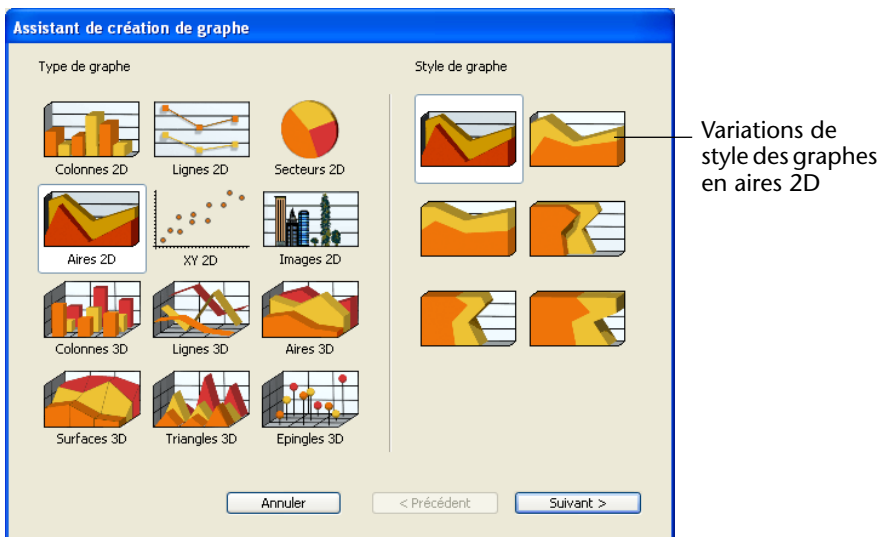 Assistant de création de graphe
Type de graphe
Style de graphe
Colonnes 2D
Lignes 2D
Secteurs 2D
Aires 2D
XY 2D
Images 2D
Colonnes 3D
Lignes 3D
Aires 3D
Surfaces 3D
Triangles 3D
Epingles 3D
Variations de
style des graphes
en aires 2D
Annuler
< Précédent
Suivant >